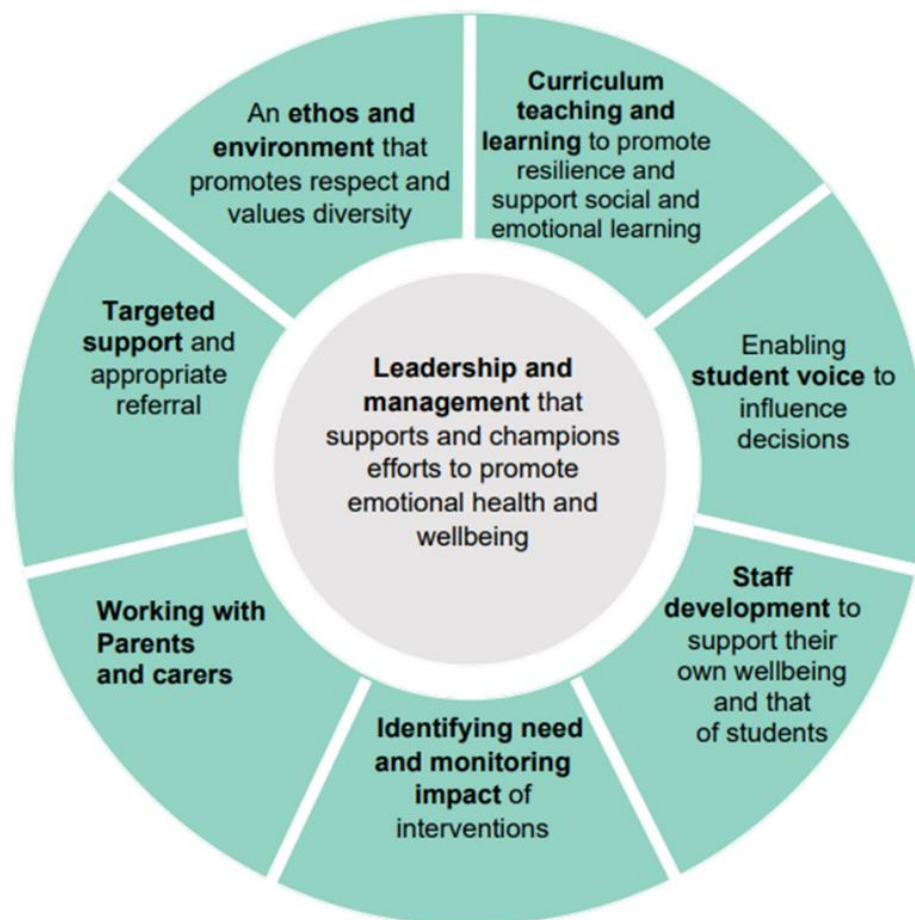 An ethos and
environment that
promotes respect and
values diversity
Curriculum
teaching and
learning to promote
resilience and
support social and
emotional learning
Enabling
student voice to
influence
decisions
Staff
development to
support their
own wellbeing
and that
of students
Identifying need
and monitoring
impact of
interventions
Working with
Parents
and carers
Targeted
support and
appropriate
referral
Leadership and
management that
supports and champions
efforts to promote
emotional health and
wellbeing